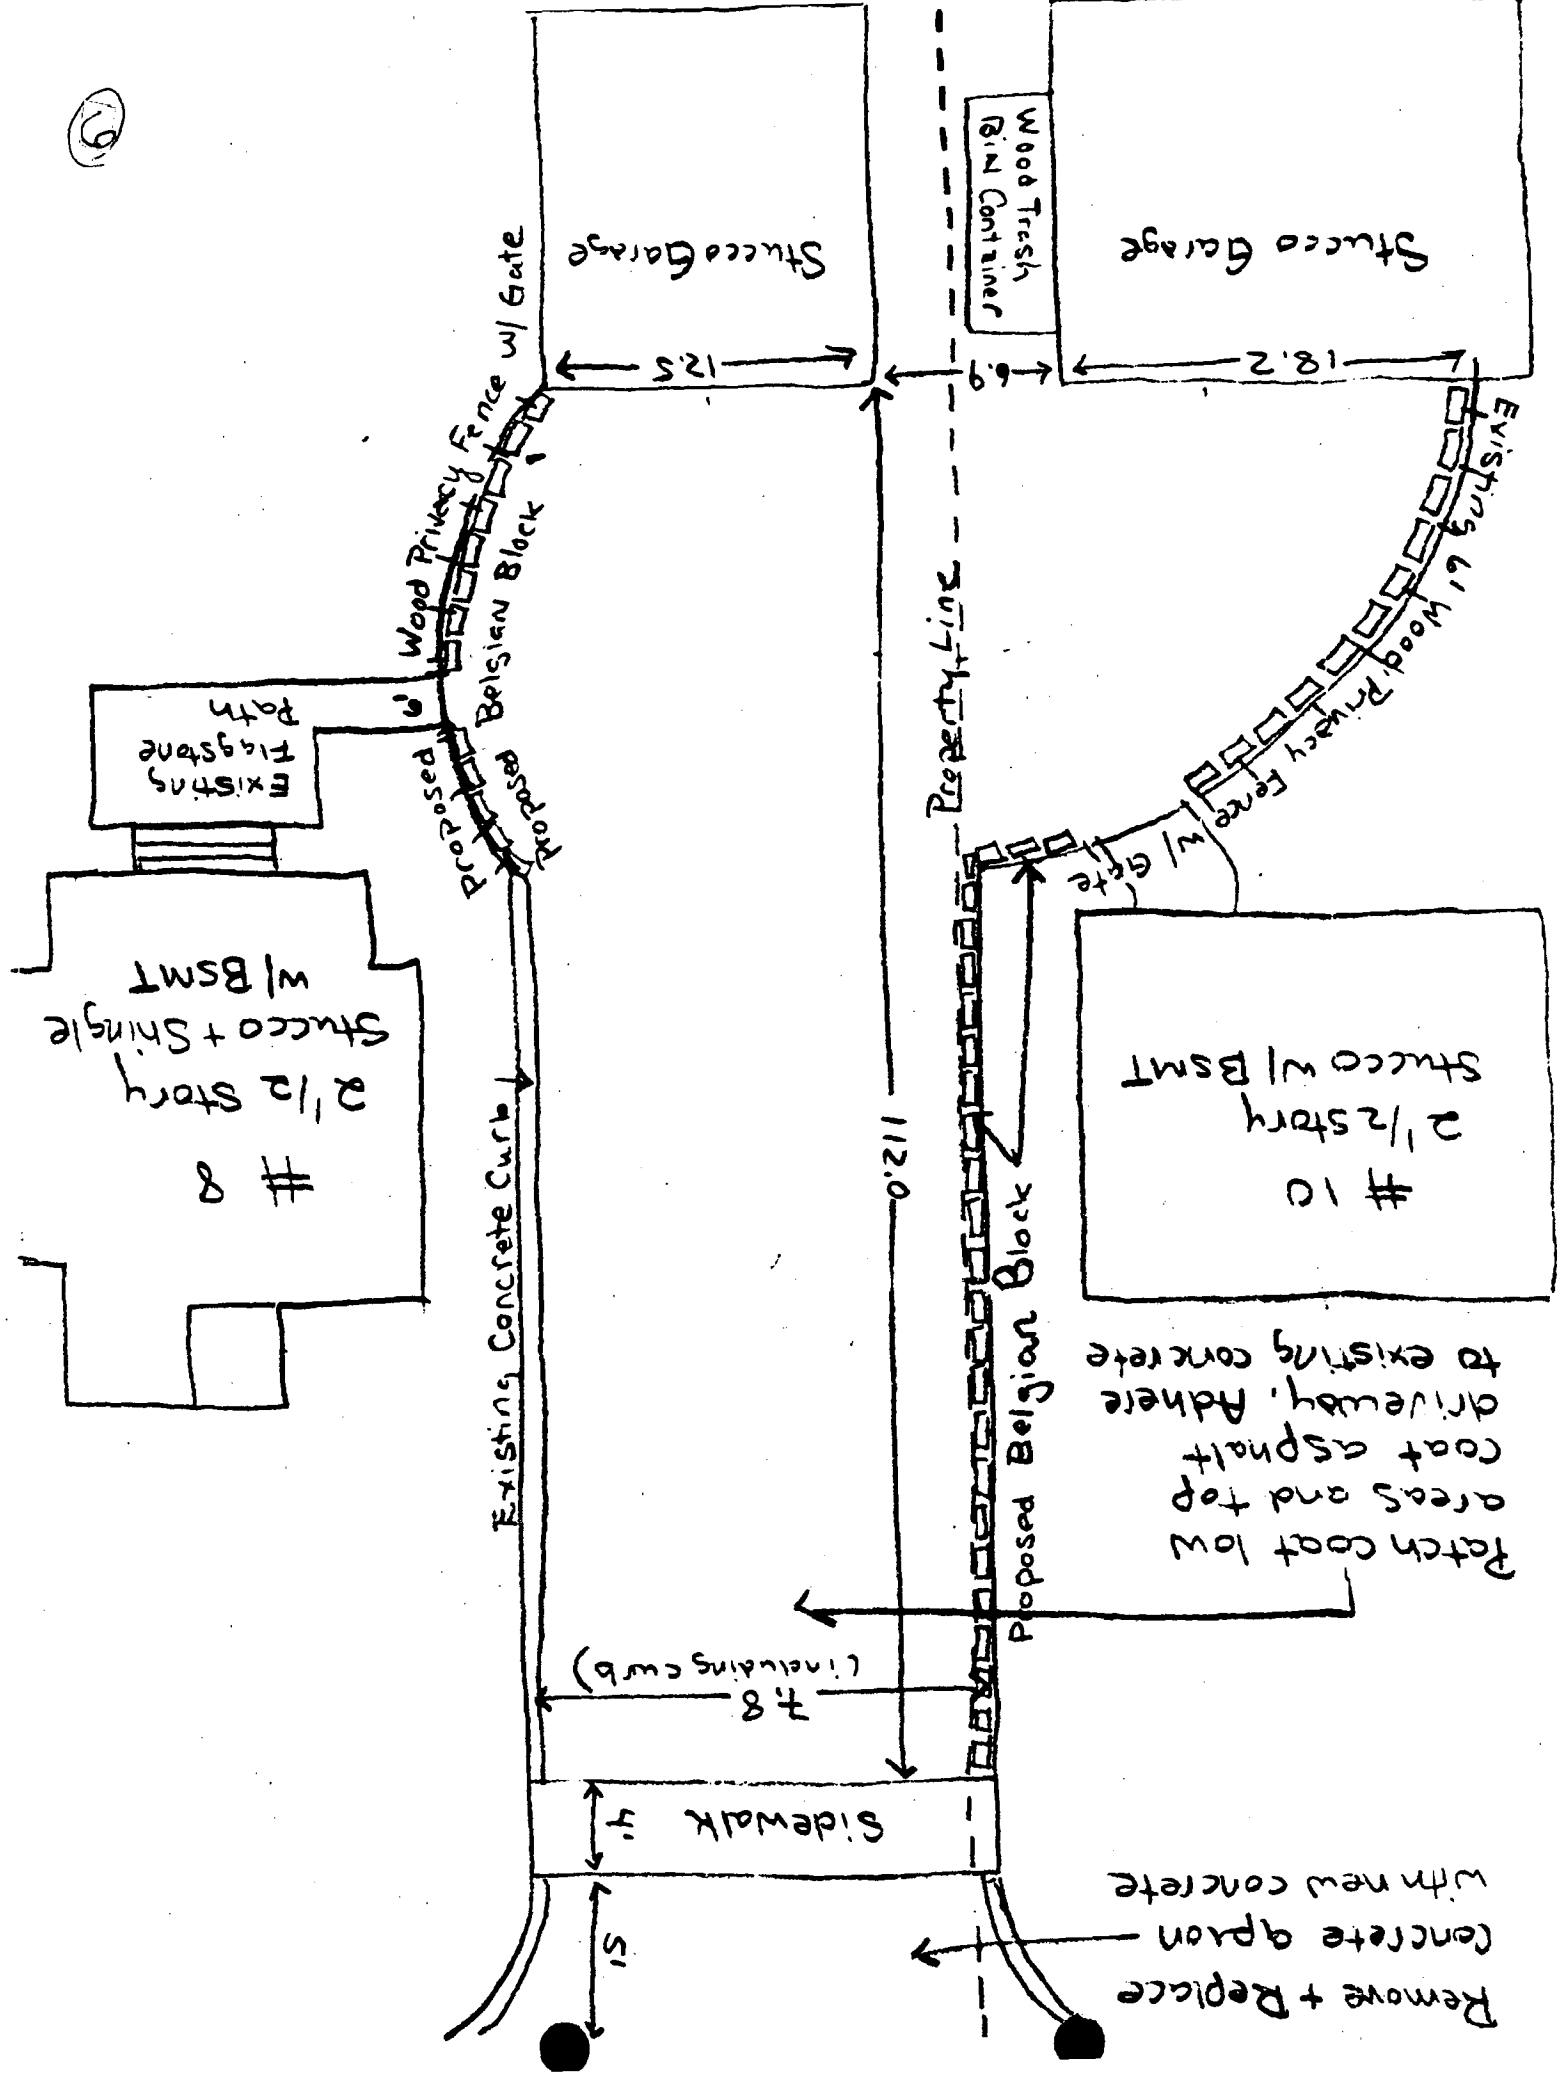 Remove + Replace
Concrete apron
with new concrete
15'
Sidewalk
4'
7.8
(including curb)
Patch coat low
areas and top
coat asphalt
driveway. Adhere
to existing concrete
Proposed Belgian Block
Existing Concrete Curb
# 10
2 1/2 Story
Stucco w/ BSMT
112.0
# 8
2 1/2 Story
Stucco + Shingle
w/ BSMT
Existing
Flagstone
Path
Property Line
Existing 6' Wood Privacy Fence w/ Gate
Proposed 6' Wood Privacy Fence w/ Gate
Proposed Belgian Block
18.2
6.9
12.5
Stucco Garage
Wood Trash
Bin Container
Stucco Garage